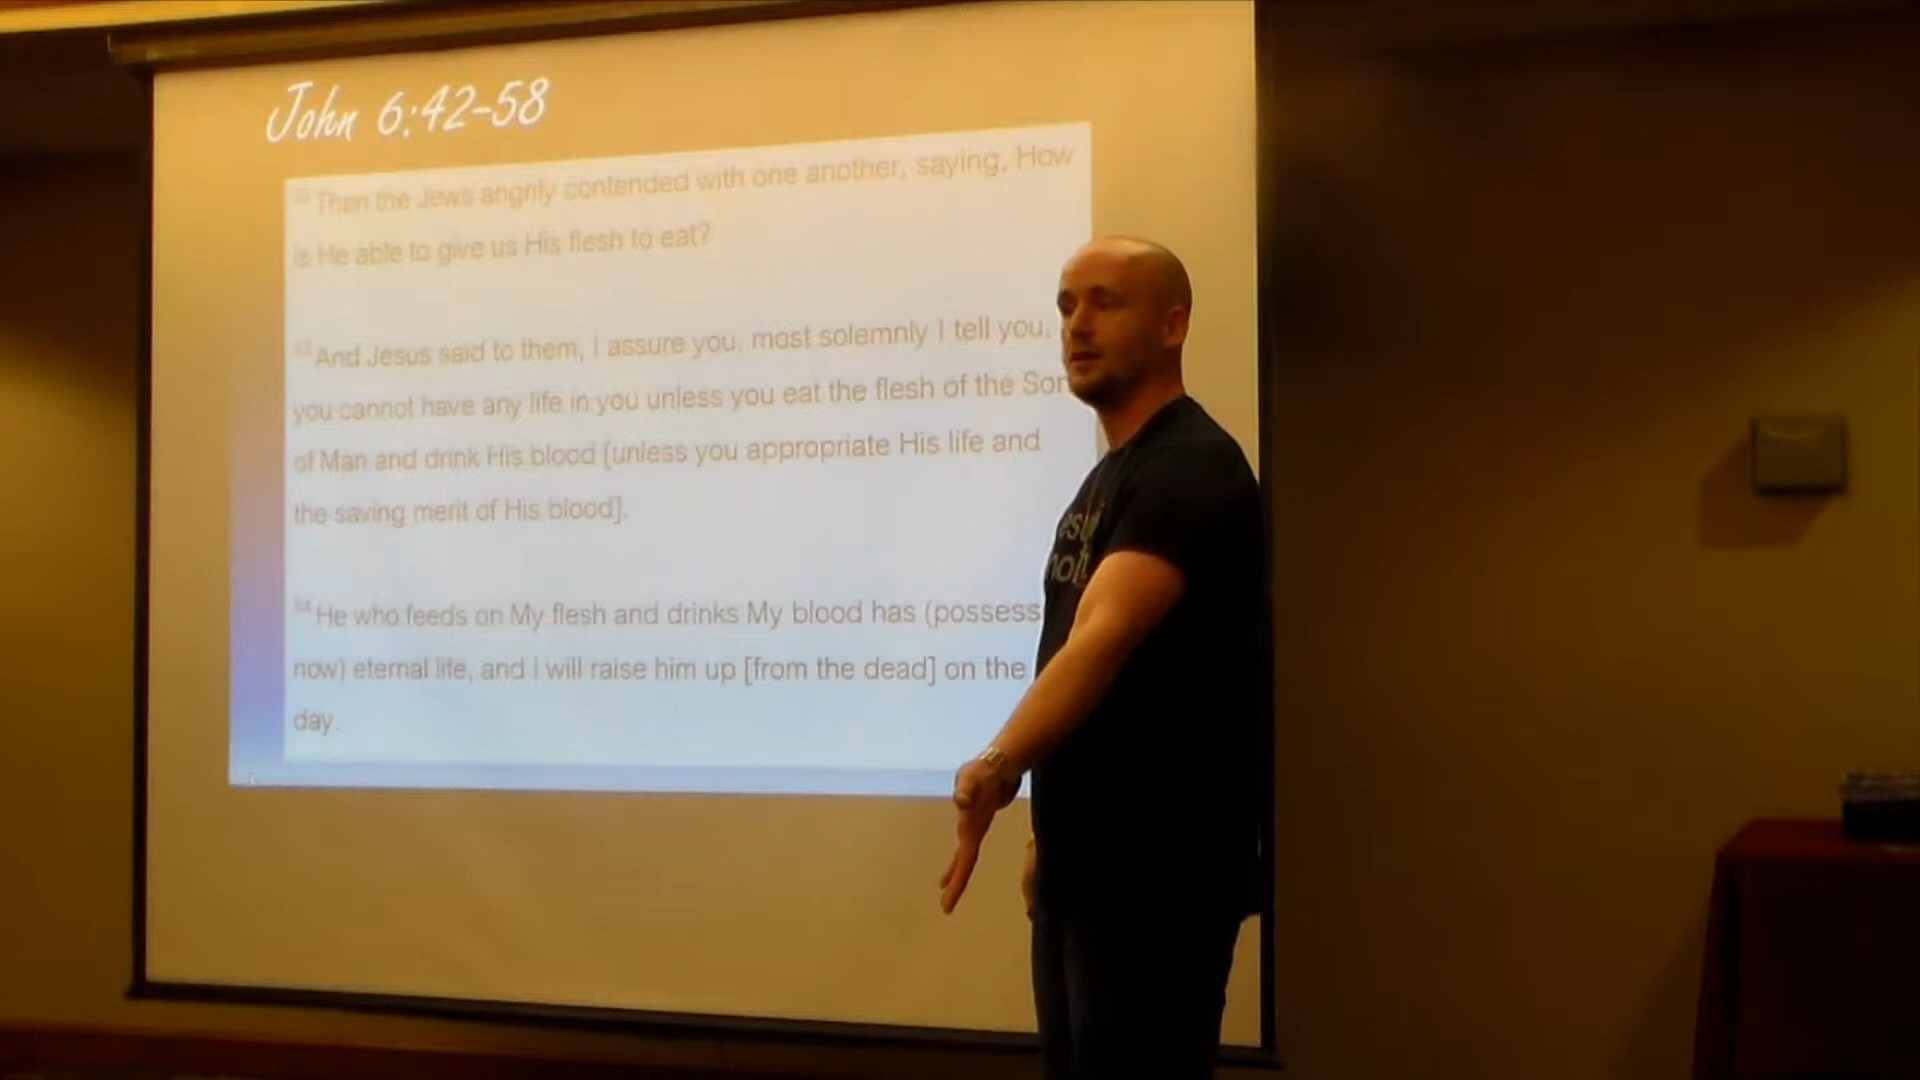 John 6:42-58
Then the Jews angrily contended with one another, saying, How
is He able to give us His flesh to eat?
And Jesus said to them, I assure you, most solemnly I tell you,
you cannot have any life in you unless you eat the flesh of the Son
of Man and drink His blood [unless you appropriate His life and
the saving merit of His blood].
He who feeds on My flesh and drinks My blood has (possess
now) eternal life, and I will raise him up [from the dead] on the
day.